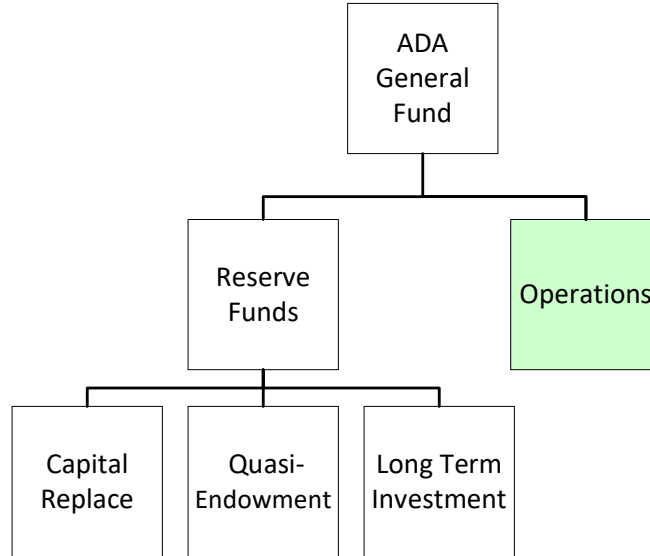 ADA
General
Fund
Reserve
Funds
Operations
Capital
Replace
Quasi-
Endowment
Long Term
Investment